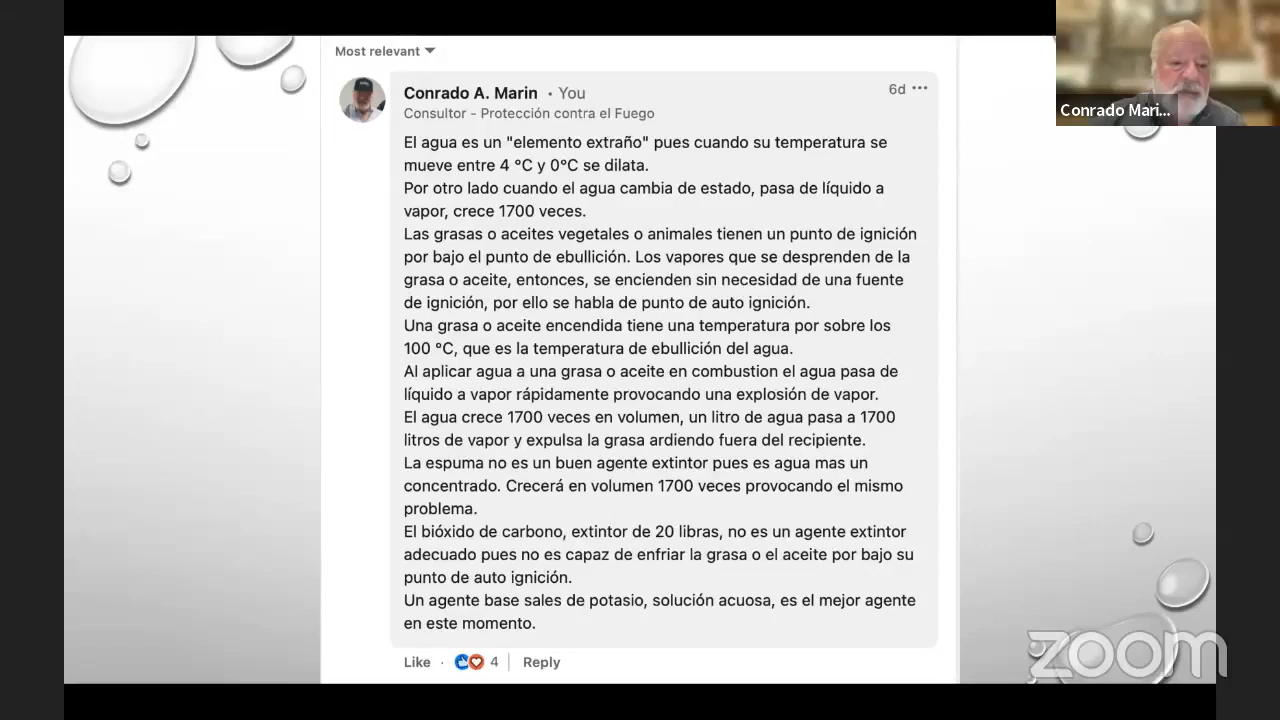 Most relevant
Conrado A. Marin • You
6d
Consultor - Protección contra el Fuego
El agua es un "elemento extraño" pues cuando su temperatura se
mueve entre 4 °C y 0°C se dilata.
Por otro lado cuando el agua cambia de estado, pasa de líquido a
vapor, crece 1700 veces.
Las grasas o aceites vegetales o animales tienen un punto de ignición
por bajo el punto de ebullición. Los vapores que se desprenden de la
grasa o aceite, entonces, se encienden sin necesidad de una fuente
de ignición, por ello se habla de punto de auto ignición.
Una grasa o aceite encendida tiene una temperatura por sobre los
100 °C, que es la temperatura de ebullición del agua.
Al aplicar agua a una grasa o aceite en combustion el agua pasa de
líquido a vapor rápidamente provocando una explosión de vapor.
El agua crece 1700 veces en volumen, un litro de agua pasa a 1700
litros de vapor y expulsa la grasa ardiendo fuera del recipiente.
La espuma no es un buen agente extintor pues es agua mas un
concentrado. Crecerá en volumen 1700 veces provocando el mismo
problema.
El bióxido de carbono, extintor de 20 libras, no es un agente extintor
adecuado pues no es capaz de enfriar la grasa o el aceite por bajo su
punto de auto ignición.
Un agente base sales de potasio, solución acuosa, es el mejor agente
en este momento.
Like · 4 | Reply
Conrado Mari...
zoom